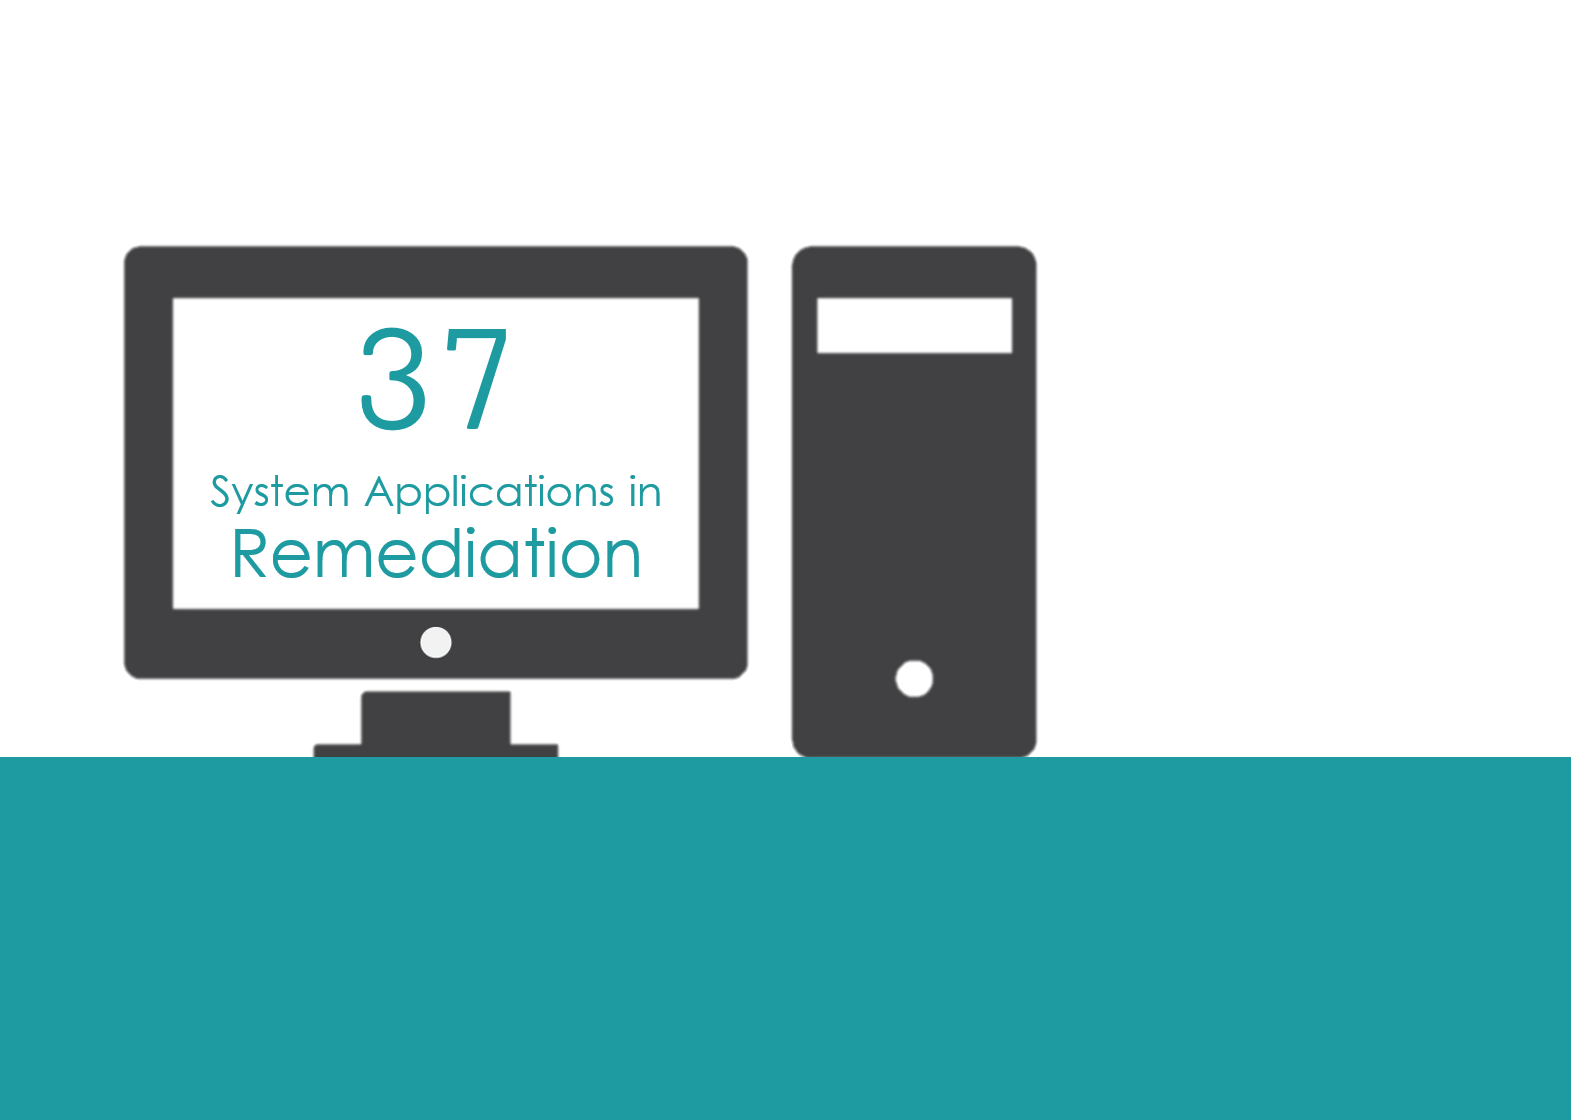 37
System Applications in
Remediation